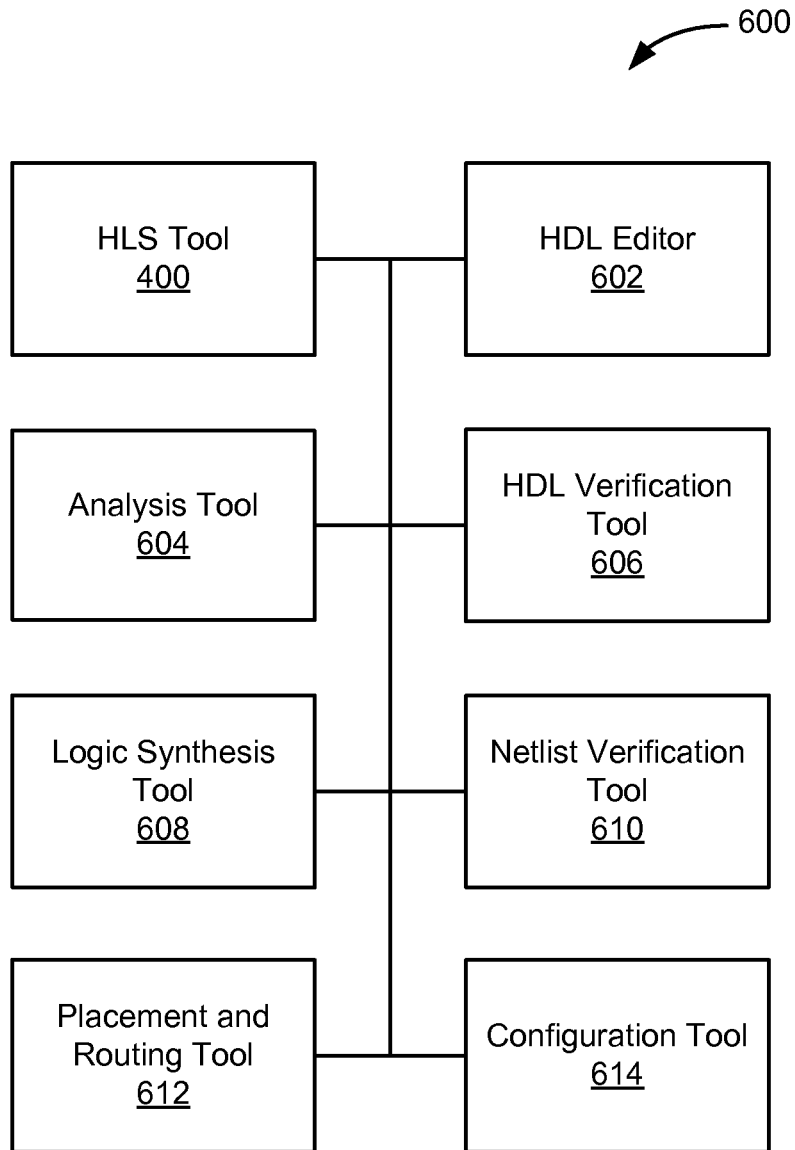 600
HLS Tool
400
HDL Editor
602
Analysis Tool
604
HDL Verification
Tool
606
Logic Synthesis
Tool
608
Netlist Verification
Tool
610
Placement and
Routing Tool
612
Configuration Tool
614